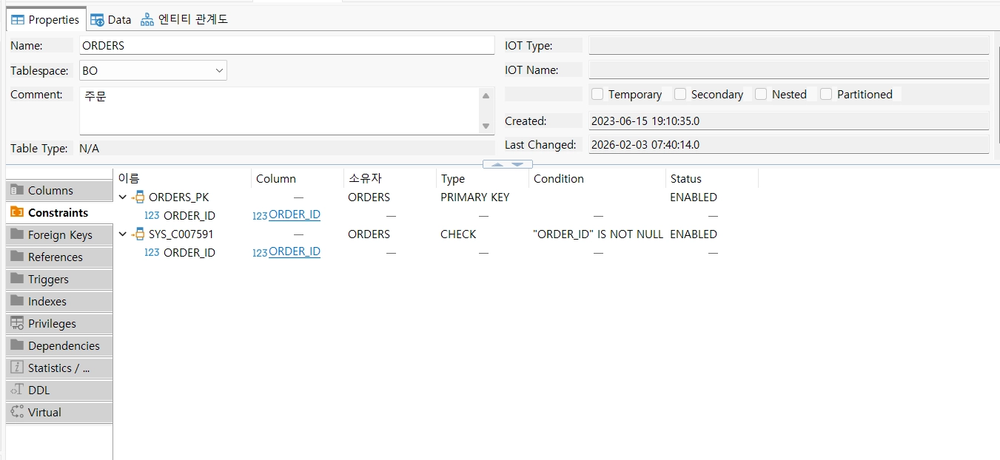 Properties Data 엔티티 관계도
Name: ORDERS IOT Type:
Tablespace: BO IOT Name:
Comment: 주문 Temporary Secondary Nested Partitioned
Created: 2023-06-15 19:10:35.0
Table Type: N/A Last Changed: 2026-02-03 07:40:14.0
이름 Column 소유자 Type Condition Status
Columns ORDERS_PK — ORDERS PRIMARY KEY ENABLED
Constraints 123 ORDER_ID 123 ORDER_ID — — — —
Foreign Keys SYS_C007591 — ORDERS CHECK "ORDER_ID" IS NOT NULL ENABLED
References 123 ORDER_ID 123 ORDER_ID — — — —
Triggers
Indexes
Privileges
Dependencies
Statistics / ...
DDL
Virtual